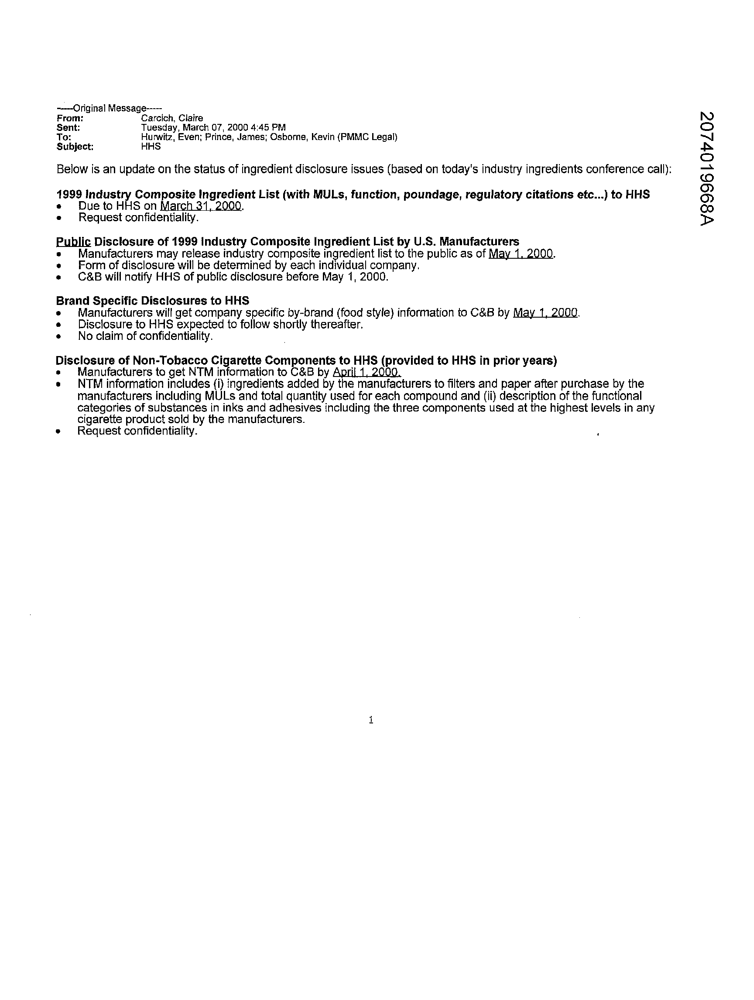 -----Original Message-----
From: Carcich, Claire
Sent: Tuesday, March 07, 2000 4:45 PM
To: Hurwitz, Even; Prince, James; Osborne, Kevin (PMMC Legal)
Subject: HHS
Below is an update on the status of ingredient disclosure issues (based on today's industry ingredients conference call):
1999 Industry Composite Ingredient List (with MULs, function, poundage, regulatory citations etc...) to HHS
• Due to HHS on March 31, 2000.
• Request confidentiality.
Public Disclosure of 1999 Industry Composite Ingredient List by U.S. Manufacturers
• Manufacturers may release industry composite ingredient list to the public as of May 1, 2000.
• Form of disclosure will be determined by each individual company.
• C&B will notify HHS of public disclosure before May 1, 2000.
Brand Specific Disclosures to HHS
• Manufacturers will get company specific by-brand (food style) information to C&B by May 1, 2000.
• Disclosure to HHS expected to follow shortly thereafter.
• No claim of confidentiality.
Disclosure of Non-Tobacco Cigarette Components to HHS (provided to HHS in prior years)
• Manufacturers to get NTM information to C&B by April 1, 2000.
• NTM information includes (i) ingredients added by the manufacturers to filters and paper after purchase by the
manufacturers including MULs and total quantity used for each compound and (ii) description of the functional
categories of substances in inks and adhesives including the three components used at the highest levels in any
cigarette product sold by the manufacturers.
• Request confidentiality.
1
2074019668A